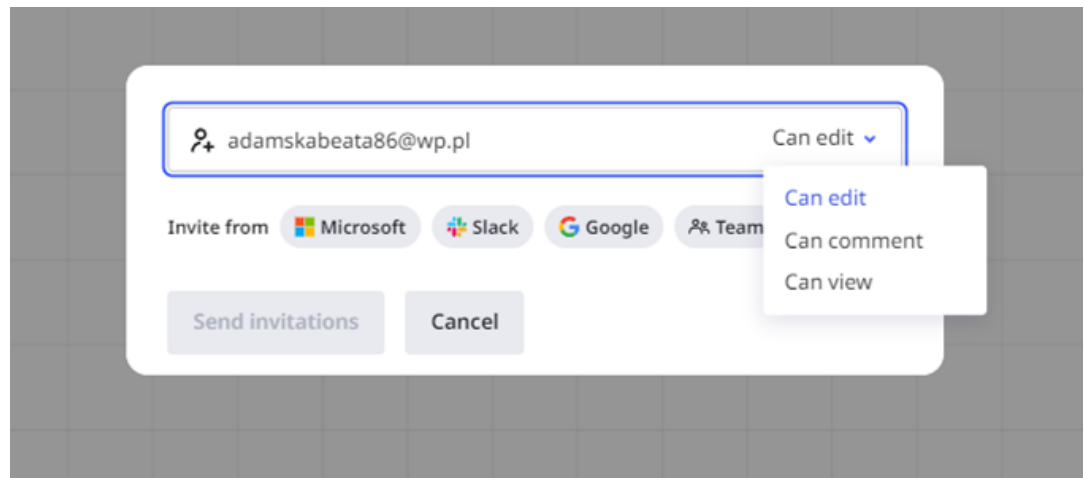 adamskabeata86@wp.pl Can edit
Can edit
Can comment
Can view
Invite from Microsoft Slack Google Team
Send invitations Cancel